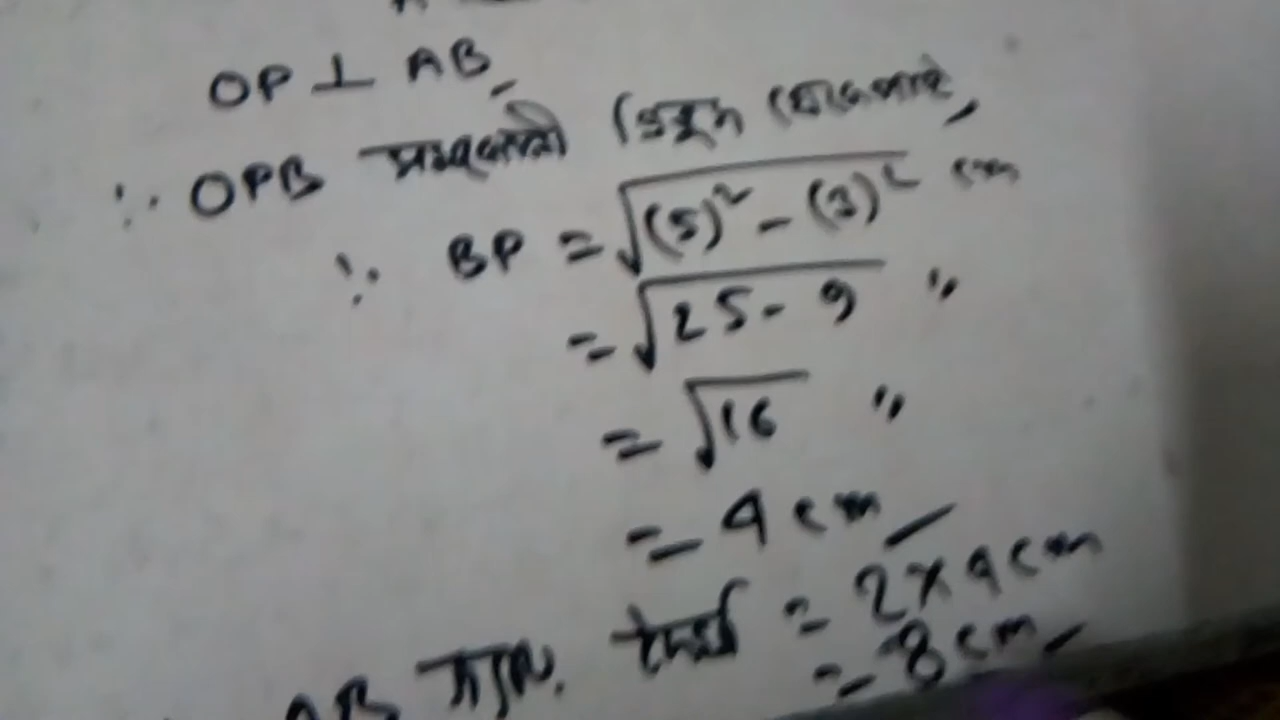 OP ⊥ AB,
∴ OPB সমকোণী ত্রিভুজ
∴ BP = √(5)² - (3)² cm
= √25 - 9 "
= √16 "
= 4 cm
AB দৈর্ঘ্য = 2 × 4 cm
= 8 cm